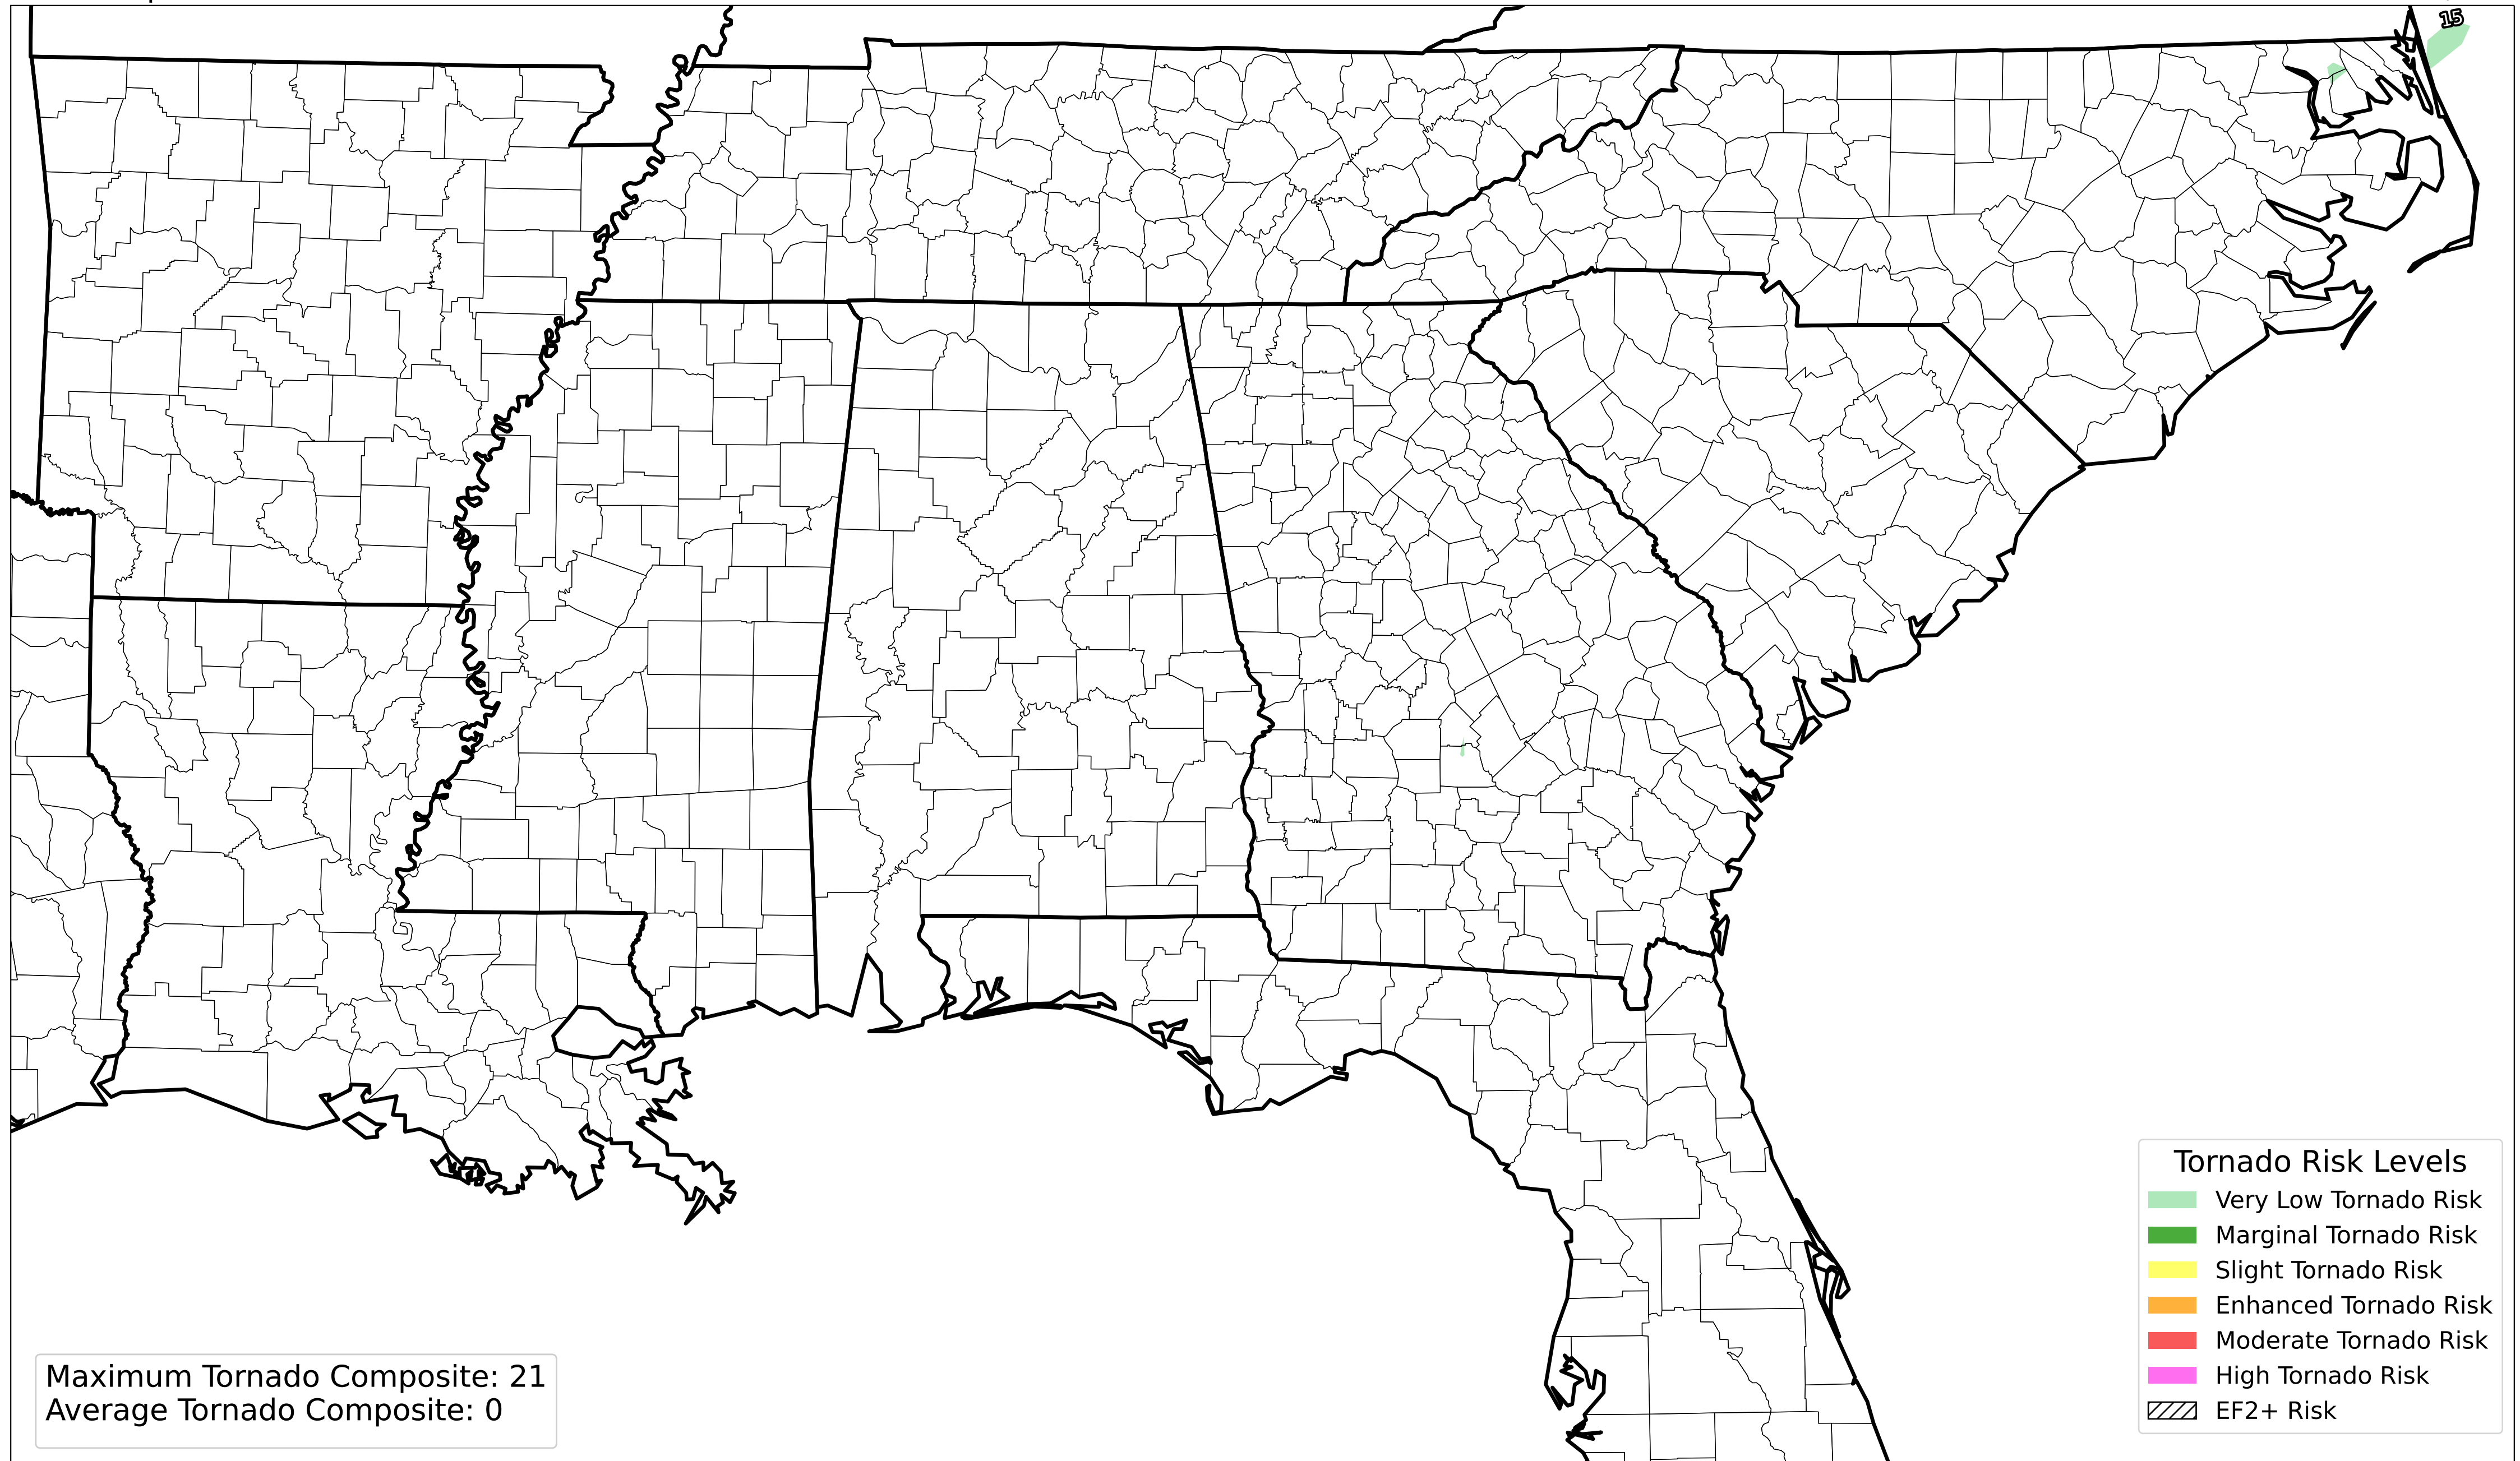 15
Tornado Risk Levels
Very Low Tornado Risk
Marginal Tornado Risk
Slight Tornado Risk
Enhanced Tornado Risk
Moderate Tornado Risk
High Tornado Risk
EF2+ Risk
Maximum Tornado Composite: 21
Average Tornado Composite: 0